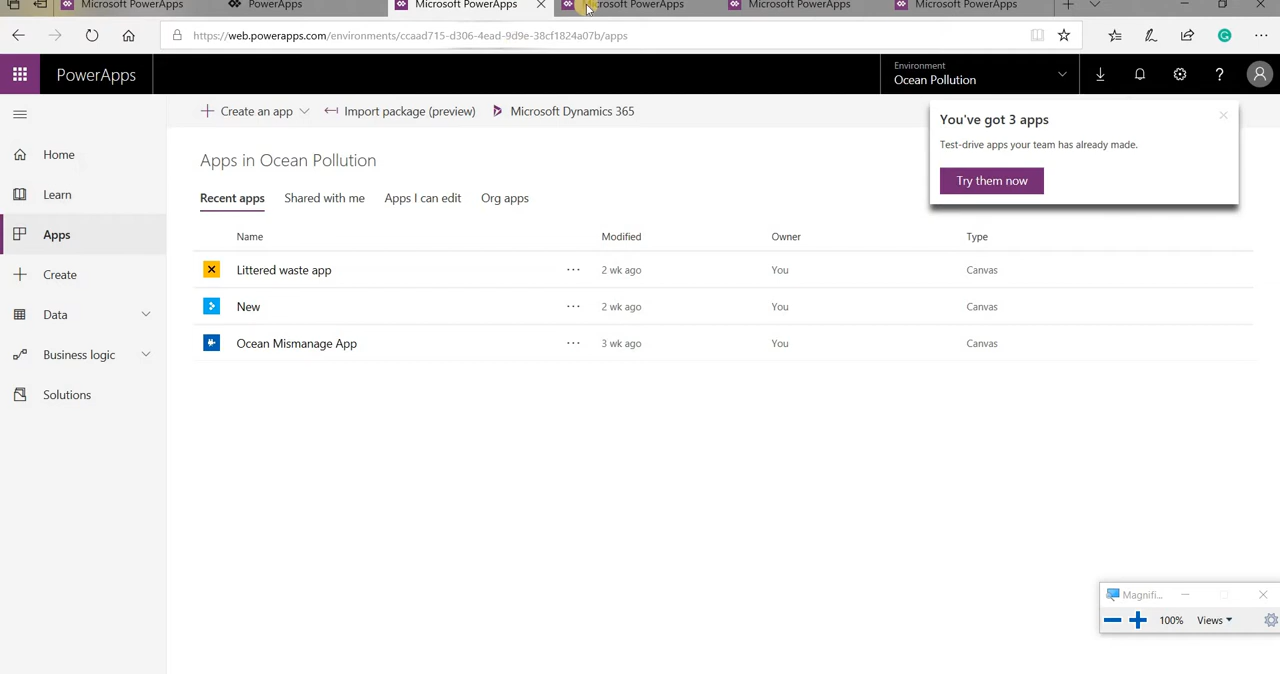 Microsoft PowerApps
PowerApps
Microsoft PowerApps
Microsoft PowerApps
Microsoft PowerApps
https://web.powerapps.com/environments/ccaad715-d306-4ead-9d9e-38cf1824a07b/apps
PowerApps
Environment
Ocean Pollution
Create an app
Import package (preview)
Microsoft Dynamics 365
You've got 3 apps
Test-drive apps your team has already made.
Try them now
Home
Learn
Apps
Create
Data
Business logic
Solutions
Apps in Ocean Pollution
Recent apps
Shared with me
Apps I can edit
Org apps
Name
Modified
Owner
Type
Littered waste app
2 wk ago
You
Canvas
New
2 wk ago
You
Canvas
Ocean Mismanage App
3 wk ago
You
Canvas
Magnifi...
100%
Views